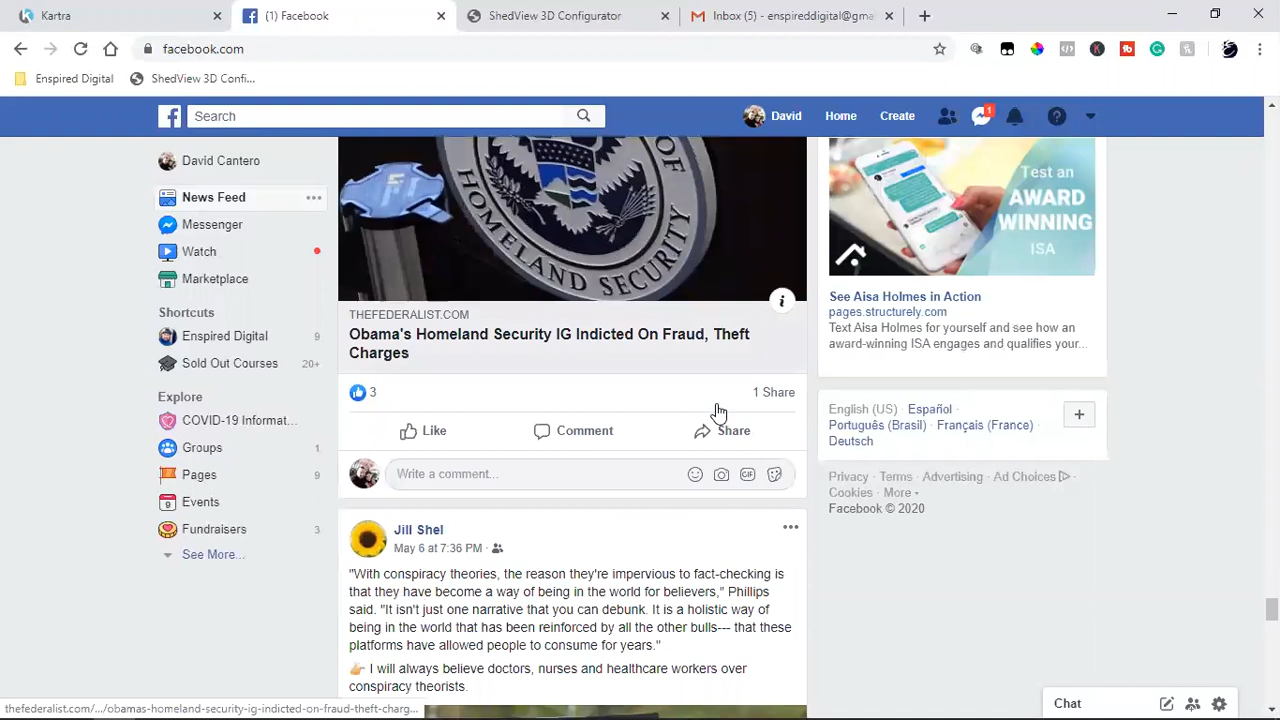 Kartra
(1) Facebook
ShedView 3D Configurator
Inbox (5) - enspireddigital@gma
facebook.com
Enspired Digital
ShedView 3D Confi...
Search
David
Home
Create
1
David Cantero
News Feed
Messenger
Watch
Marketplace
Shortcuts
Enspired Digital 9
Sold Out Courses 20+
Explore
COVID-19 Informat...
Groups 1
Pages 9
Events
Fundraisers 3
See More...
OF
HOMELAND SECURITY
THEFEDERALIST.COM
Obama's Homeland Security IG Indicted On Fraud, Theft
Charges
3
1 Share
Like
Comment
Share
Write a comment...
GIF
Jill Shel
May 6 at 7:36 PM ·
"With conspiracy theories, the reason they're impervious to fact-checking is
that they have become a way of being in the world for believers," Phillips
said. "It isn't just one narrative that you can debunk. It is a holistic way of
being in the world that has been reinforced by all the other bulls--- that these
platforms have allowed people to consume for years."
👉 I will always believe doctors, nurses and healthcare workers over
conspiracy theorists.
Test an
AWARD
WINNING
ISA
See Aisa Holmes in Action
pages.structurely.com
Text Aisa Holmes for yourself and see how an
award-winning ISA engages and qualifies your...
English (US) · Español ·
Português (Brasil) · Français (France) ·
Deutsch
Privacy · Terms · Advertising · Ad Choices ·
Cookies · More
Facebook © 2020
Chat
thefederalist.com/.../obamas-homeland-security-ig-indicted-on-fraud-theft-charg...